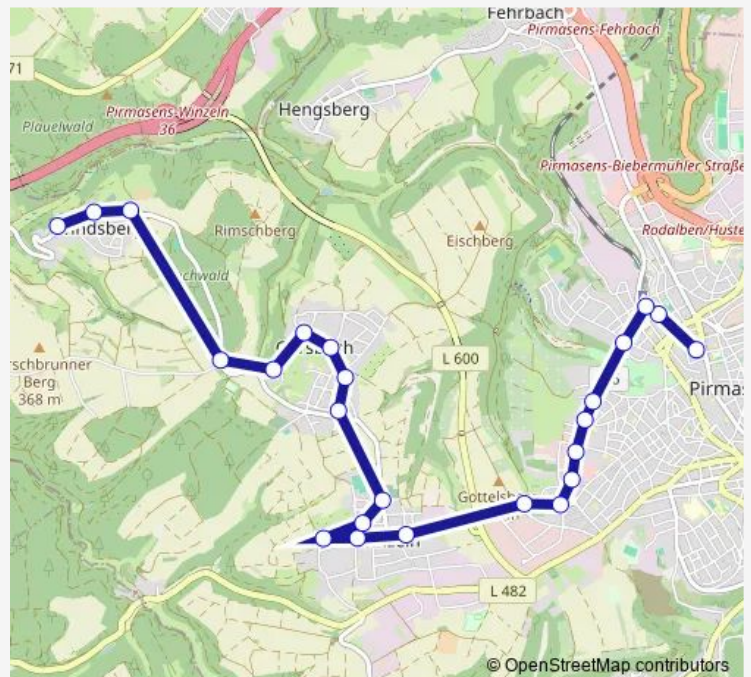 Fehrbach
Pirmasens-Fehrbach
71
Pirmasens-Winzeln
36
Hengsberg
Plauelwald
Pirmasens-Biebermühler Straße
Rimschberg
Eischberg
Rodalben/Huste
L 600
368 m
Berg
Pirmas
L 482
© OpenStreetMap contributors